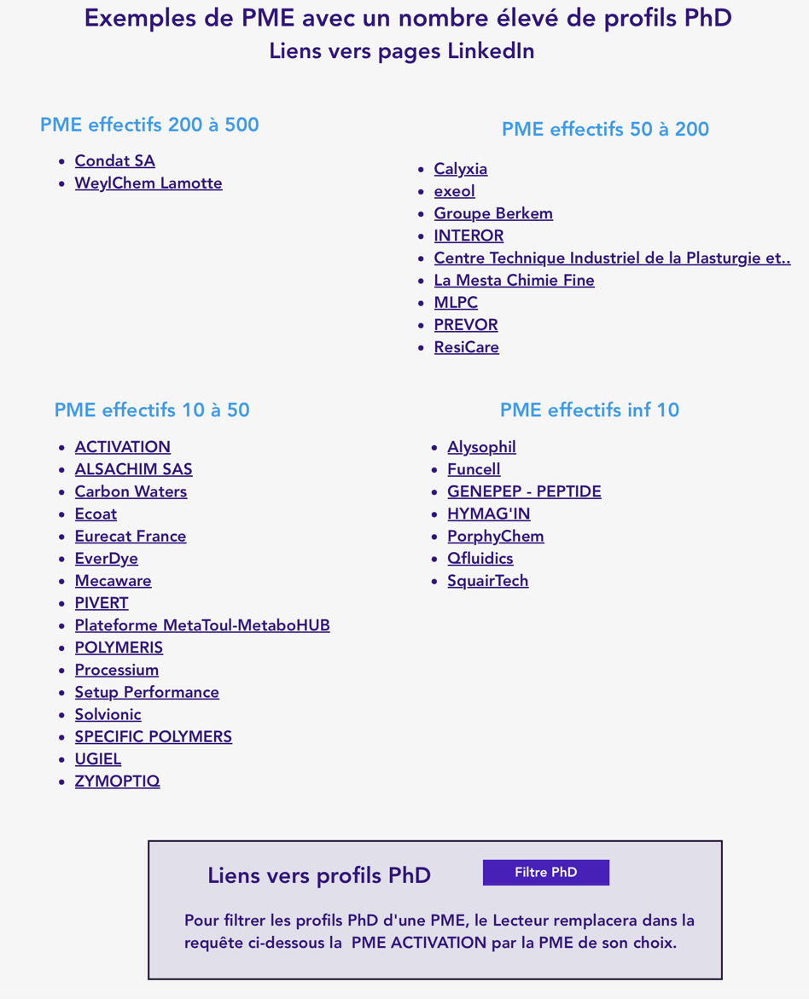 Exemples de PME avec un nombre élevé de profils PhD
Liens vers pages LinkedIn
PME effectifs 200 à 500
Condat SA
WeylChem Lamotte
PME effectifs 50 à 200
Calyxia
exeol
Groupe Berkem
INTEROR
Centre Technique Industriel de la Plasturgie et..
La Mesta Chimie Fine
MLPC
PREVOR
ResiCare
PME effectifs 10 à 50
ACTIVATION
ALSACHIM SAS
Carbon Waters
Ecoat
Eurecat France
EverDye
Mecaware
PIVERT
Plateforme MetaToul-MetaboHUB
POLYMERIS
Processium
Setup Performance
Solvionic
SPECIFIC POLYMERS
UGIEL
ZYMOPTIQ
PME effectifs inf 10
Alysophil
Funcell
GENEPEP - PEPTIDE
HYMAG'IN
PorphyChem
Qfluidics
SquairTech
Liens vers profils PhD
Filtre PhD
Pour filtrer les profils PhD d'une PME, le Lecteur remplacera dans la
requête ci-dessous la  PME ACTIVATION par la PME de son choix.